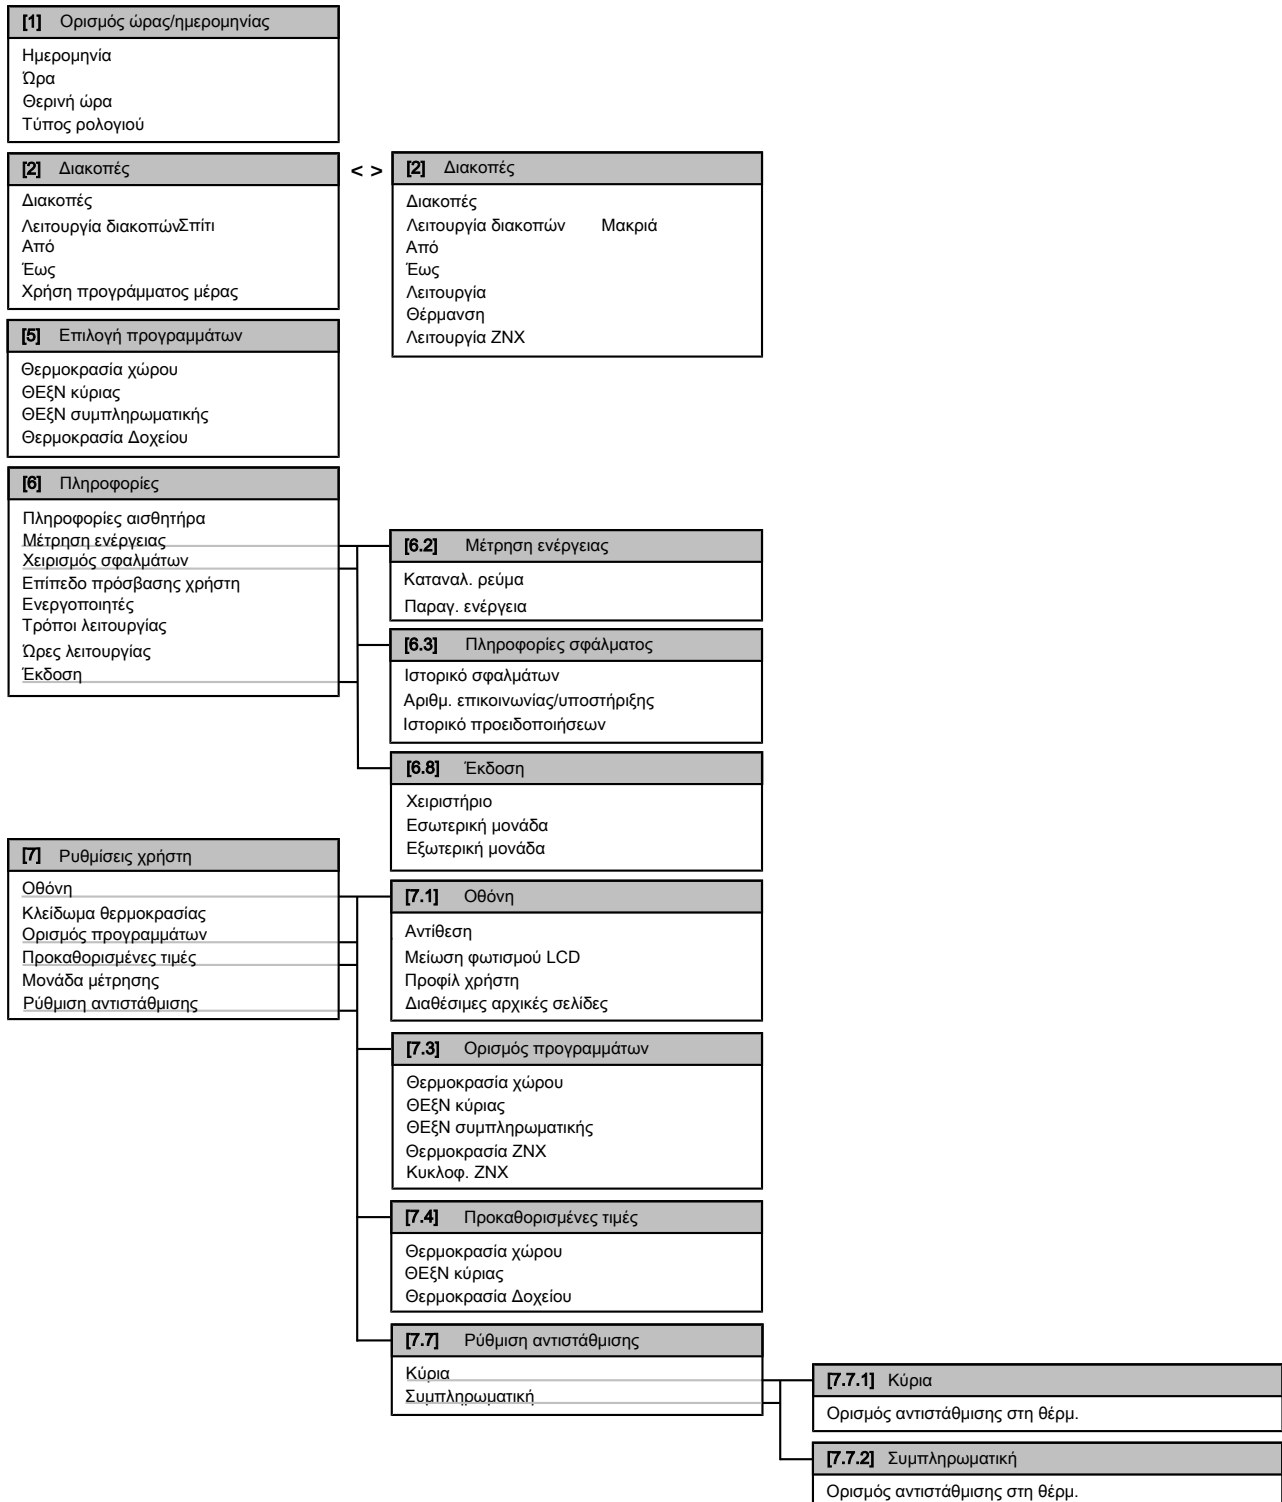 [1] Ορισμός ώρας/ημερομηνίας
Ημερομηνία
Ώρα
Θερινή ώρα
Τύπος ρολογιού
[2] Διακοπές
Διακοπές
Λειτουργία διακοπών Σπίτι
Από
Έως
Χρήση προγράμματος μέρας
< >
[2] Διακοπές
Διακοπές
Λειτουργία διακοπών Μακριά
Από
Έως
Λειτουργία
Θέρμανση
Λειτουργία ΖΝΧ
[5] Επιλογή προγραμμάτων
Θερμοκρασία χώρου
ΘΕξΝ κύριας
ΘΕξΝ συμπληρωματικής
Θερμοκρασία Δοχείου
[6] Πληροφορίες
Πληροφορίες αισθητήρα
Μέτρηση ενέργειας
Χειρισμός σφαλμάτων
Επίπεδο πρόσβασης χρήστη
Ενεργοποιητές
Τρόποι λειτουργίας
Ώρες λειτουργίας
Έκδοση
[6.2] Μέτρηση ενέργειας
Καταναλ. ρεύμα
Παραγ. ενέργεια
[6.3] Πληροφορίες σφάλματος
Ιστορικό σφαλμάτων
Αριθμ. επικοινωνίας/υποστήριξης
Ιστορικό προειδοποιήσεων
[6.8] Έκδοση
Χειριστήριο
Εσωτερική μονάδα
Εξωτερική μονάδα
[7] Ρυθμίσεις χρήστη
Οθόνη
Κλείδωμα θερμοκρασίας
Ορισμός προγραμμάτων
Προκαθορισμένες τιμές
Μονάδα μέτρησης
Ρύθμιση αντιστάθμισης
[7.1] Οθόνη
Αντίθεση
Μείωση φωτισμού LCD
Προφίλ χρήστη
Διαθέσιμες αρχικές σελίδες
[7.3] Ορισμός προγραμμάτων
Θερμοκρασία χώρου
ΘΕξΝ κύριας
ΘΕξΝ συμπληρωματικής
Θερμοκρασία ΖΝΧ
Κυκλοφ. ΖΝΧ
[7.4] Προκαθορισμένες τιμές
Θερμοκρασία χώρου
ΘΕξΝ κύριας
Θερμοκρασία Δοχείου
[7.7] Ρύθμιση αντιστάθμισης
Κύρια
Συμπληρωματική
[7.7.1] Κύρια
Ορισμός αντιστάθμισης στη θέρμ.
[7.7.2] Συμπληρωματική
Ορισμός αντιστάθμισης στη θέρμ.